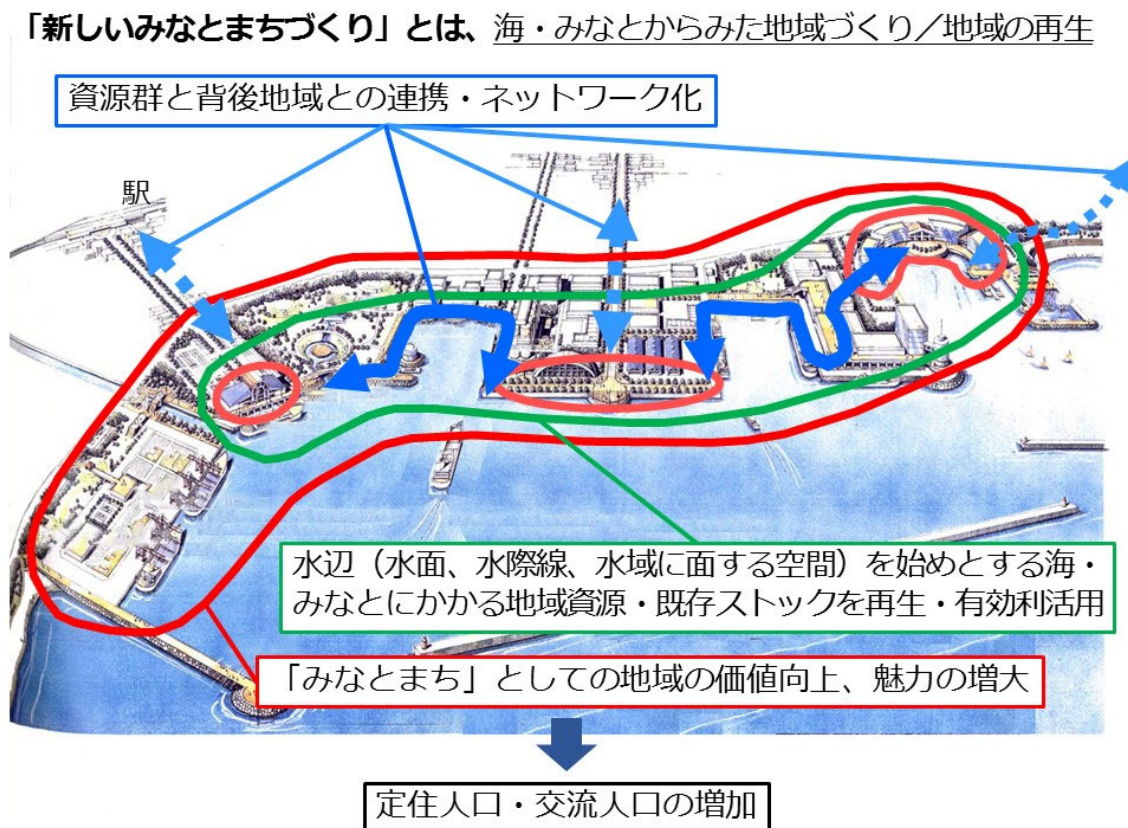 「新しいみなとまちづくり」とは、海・みなとからみた地域づくり／地域の再生
資源群と背後地域との連携・ネットワーク化
駅
水辺（水面、水際線、水域に面する空間）を始めとする海・
みなとにかかる地域資源・既存ストックを再生・有効利活用
「みなとまち」としての地域の価値向上、魅力の増大
定住人口・交流人口の増加